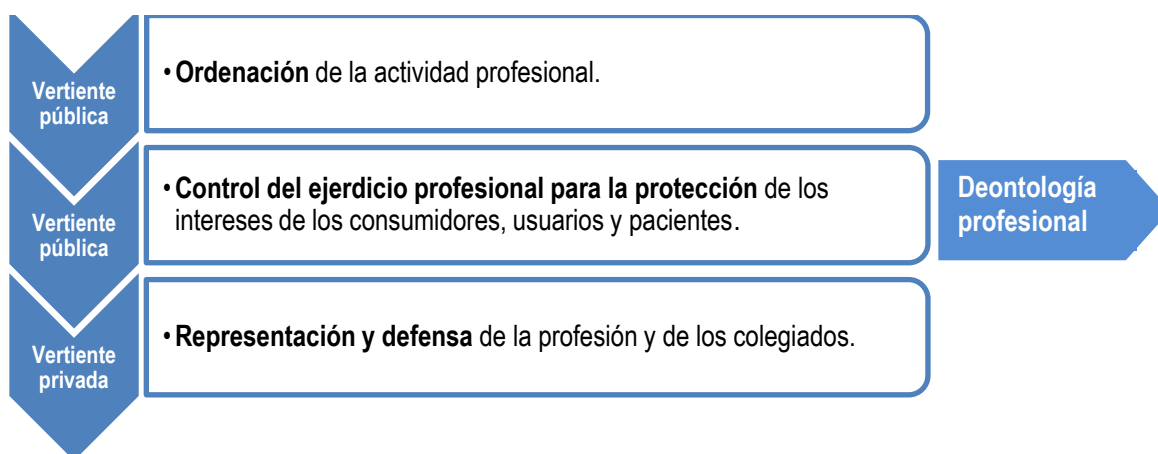 Vertiente
pública
•Ordenación de la actividad profesional.
Vertiente
pública
•Control del ejerdicio profesional para la protección de los
intereses de los consumidores, usuarios y pacientes.
Deontología
profesional
Vertiente
privada
•Representación y defensa de la profesión y de los colegiados.